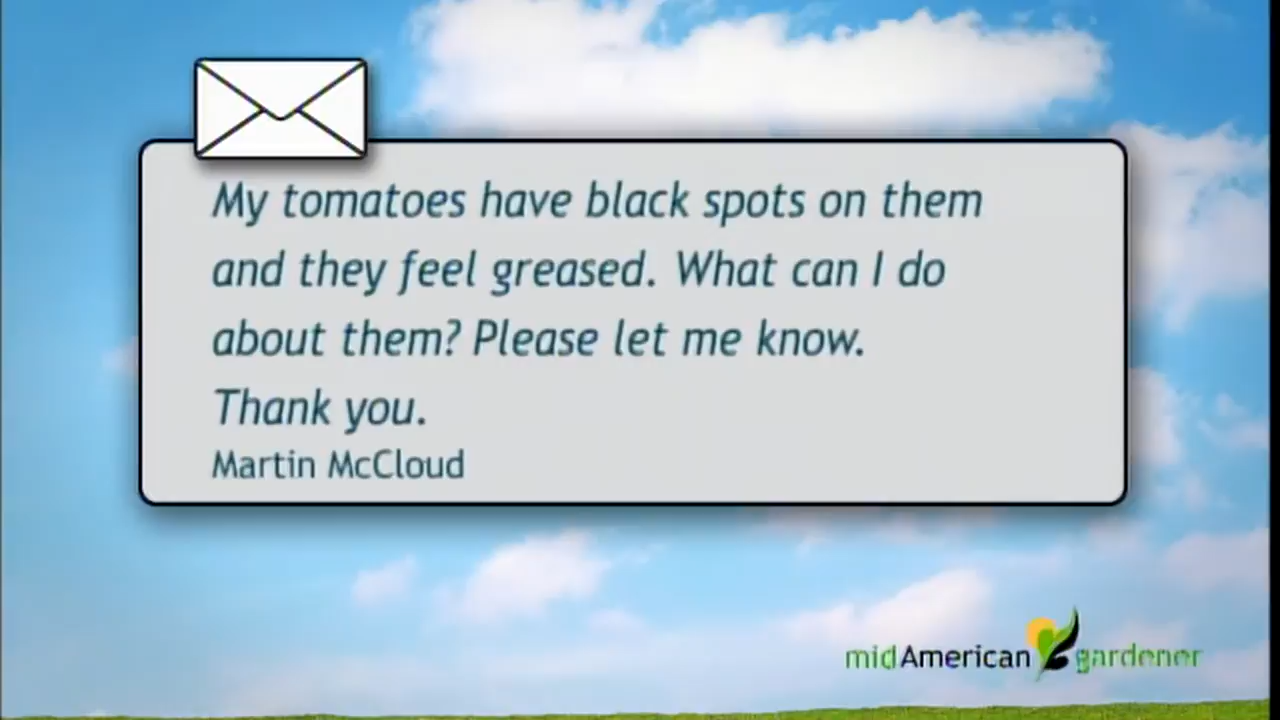 My tomatoes have black spots on them
and they feel greased. What can I do
about them? Please let me know.
Thank you.
Martin McCloud
midAmerican gardener